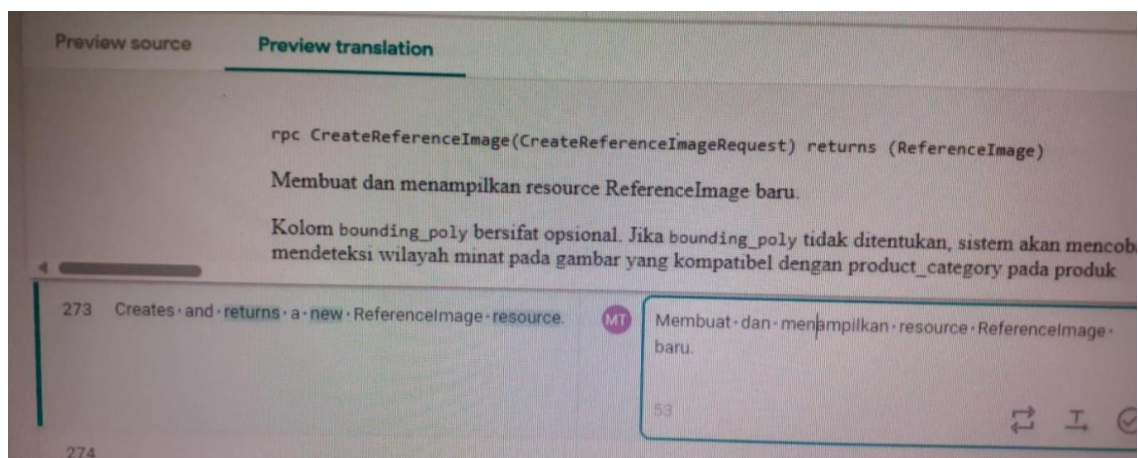 Preview source
Preview translation
rpc CreateReferenceImage(CreateReferenceImageRequest) returns (ReferenceImage)
Membuat dan menampilkan resource ReferenceImage baru.
Kolom bounding_poly bersifat opsional. Jika bounding_poly tidak ditentukan, sistem akan
mendeteksi wilayah minat pada gambar yang kompatibel dengan product_category pada produk
273
Creates·and·returns·a·new·ReferenceImage·resource.
MT
Membuat·dan·menampilkan·resource·ReferenceImage·
baru.
53
274